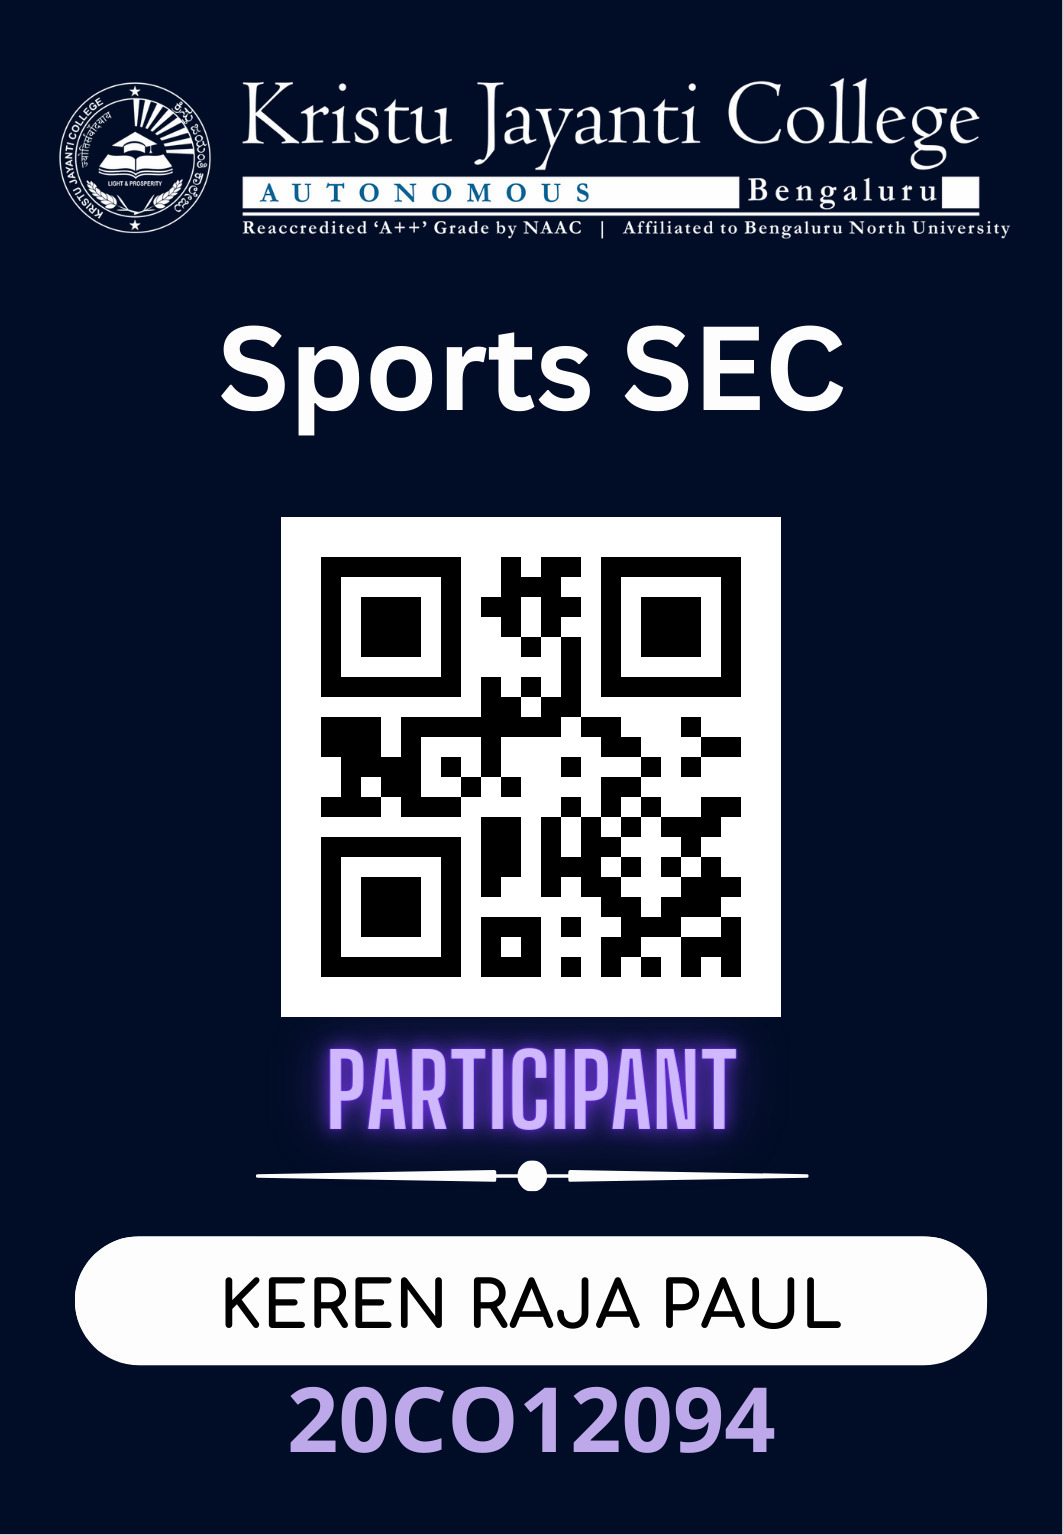 KRISTU JAYANTI COLLEGE
LIGHT & PROSPERITY
Kristu Jayanti College
AUTONOMOUS Bengaluru
Reaccredited ‘A++’ Grade by NAAC | Affiliated to Bengaluru North University
Sports SEC
PARTICIPANT
KEREN RAJA PAUL
20CO12094